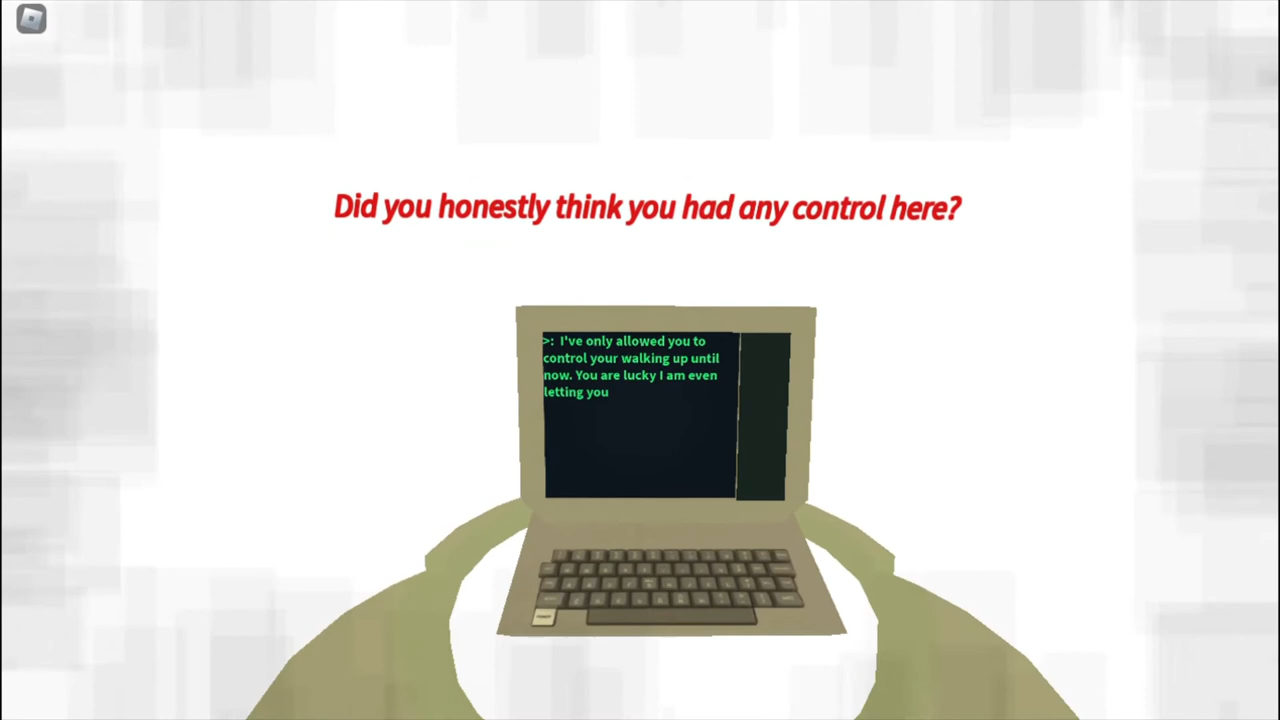 Did you honestly think you had any control here?
>: I've only allowed you to
control your walking up until
now. You are lucky I am even
letting you